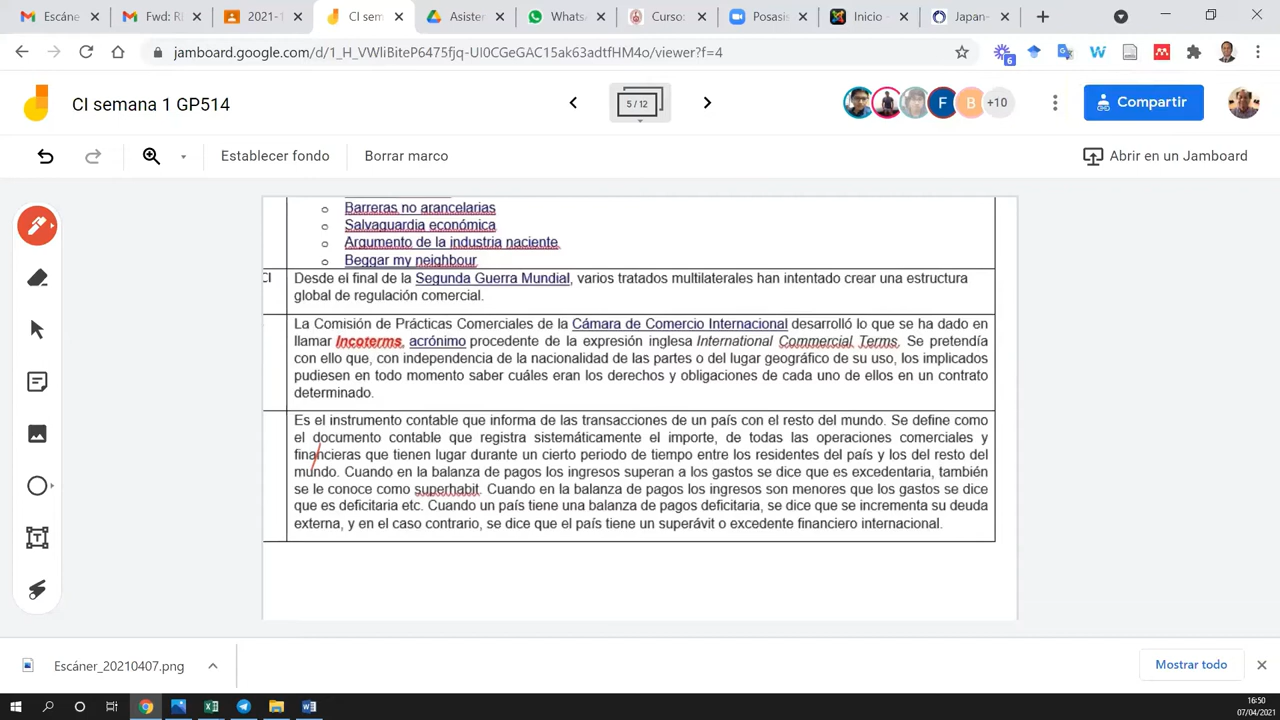 Escáne
Fwd: Ri
2021-1
CI sem
Asisten
WhatsA
Curso:
Posasis
Inicio -
Japan-
jamboard.google.com/d/1_H_VWliBiteP6475fjq-UI0CGeGAC15ak63adtfHM4o/viewer?f=4
6
CI semana 1 GP514
5 / 12
F
B
+10
Compartir
Establecer fondo
Borrar marco
Abrir en un Jamboard
o Barreras no arancelarias
o Salvaguardia económica
o Argumento de la industria naciente
o Beggar my neighbour
CI
Desde el final de la Segunda Guerra Mundial, varios tratados multilaterales han intentado crear una estructura
global de regulación comercial.
La Comisión de Prácticas Comerciales de la Cámara de Comercio Internacional desarrolló lo que se ha dado en
llamar Incoterms, acrónimo procedente de la expresión inglesa International Commercial Terms. Se pretendía
con ello que, con independencia de la nacionalidad de las partes o del lugar geográfico de su uso, los implicados
pudiesen en todo momento saber cuáles eran los derechos y obligaciones de cada uno de ellos en un contrato
determinado.
Es el instrumento contable que informa de las transacciones de un país con el resto del mundo. Se define como
el documento contable que registra sistemáticamente el importe, de todas las operaciones comerciales y
financieras que tienen lugar durante un cierto periodo de tiempo entre los residentes del país y los del resto del
mundo. Cuando en la balanza de pagos los ingresos superan a los gastos se dice que es excedentaria, también
se le conoce como superhabit. Cuando en la balanza de pagos los ingresos son menores que los gastos se dice
que es deficitaria etc. Cuando un país tiene una balanza de pagos deficitaria, se dice que se incrementa su deuda
externa, y en el caso contrario, se dice que el país tiene un superávit o excedente financiero internacional.
Escáner_20210407.png
Mostrar todo
16:50
07/04/2021